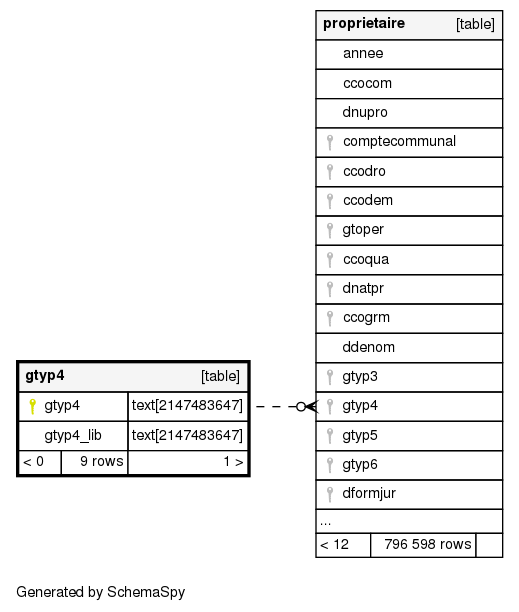 proprietaire [table]
annee
ccocom
dnupro
comptecommunal
ccodro
ccodem
gtoper
ccoqua
dnatpr
ccogrm
ddenom
gtyp3
gtyp4
gtyp5
gtyp6
dformjur
...
< 12 796 598 rows
gtyp4 [table]
gtyp4 text[2147483647]
gtyp4_lib text[2147483647]
< 0 9 rows 1 >
Generated by SchemaSpy